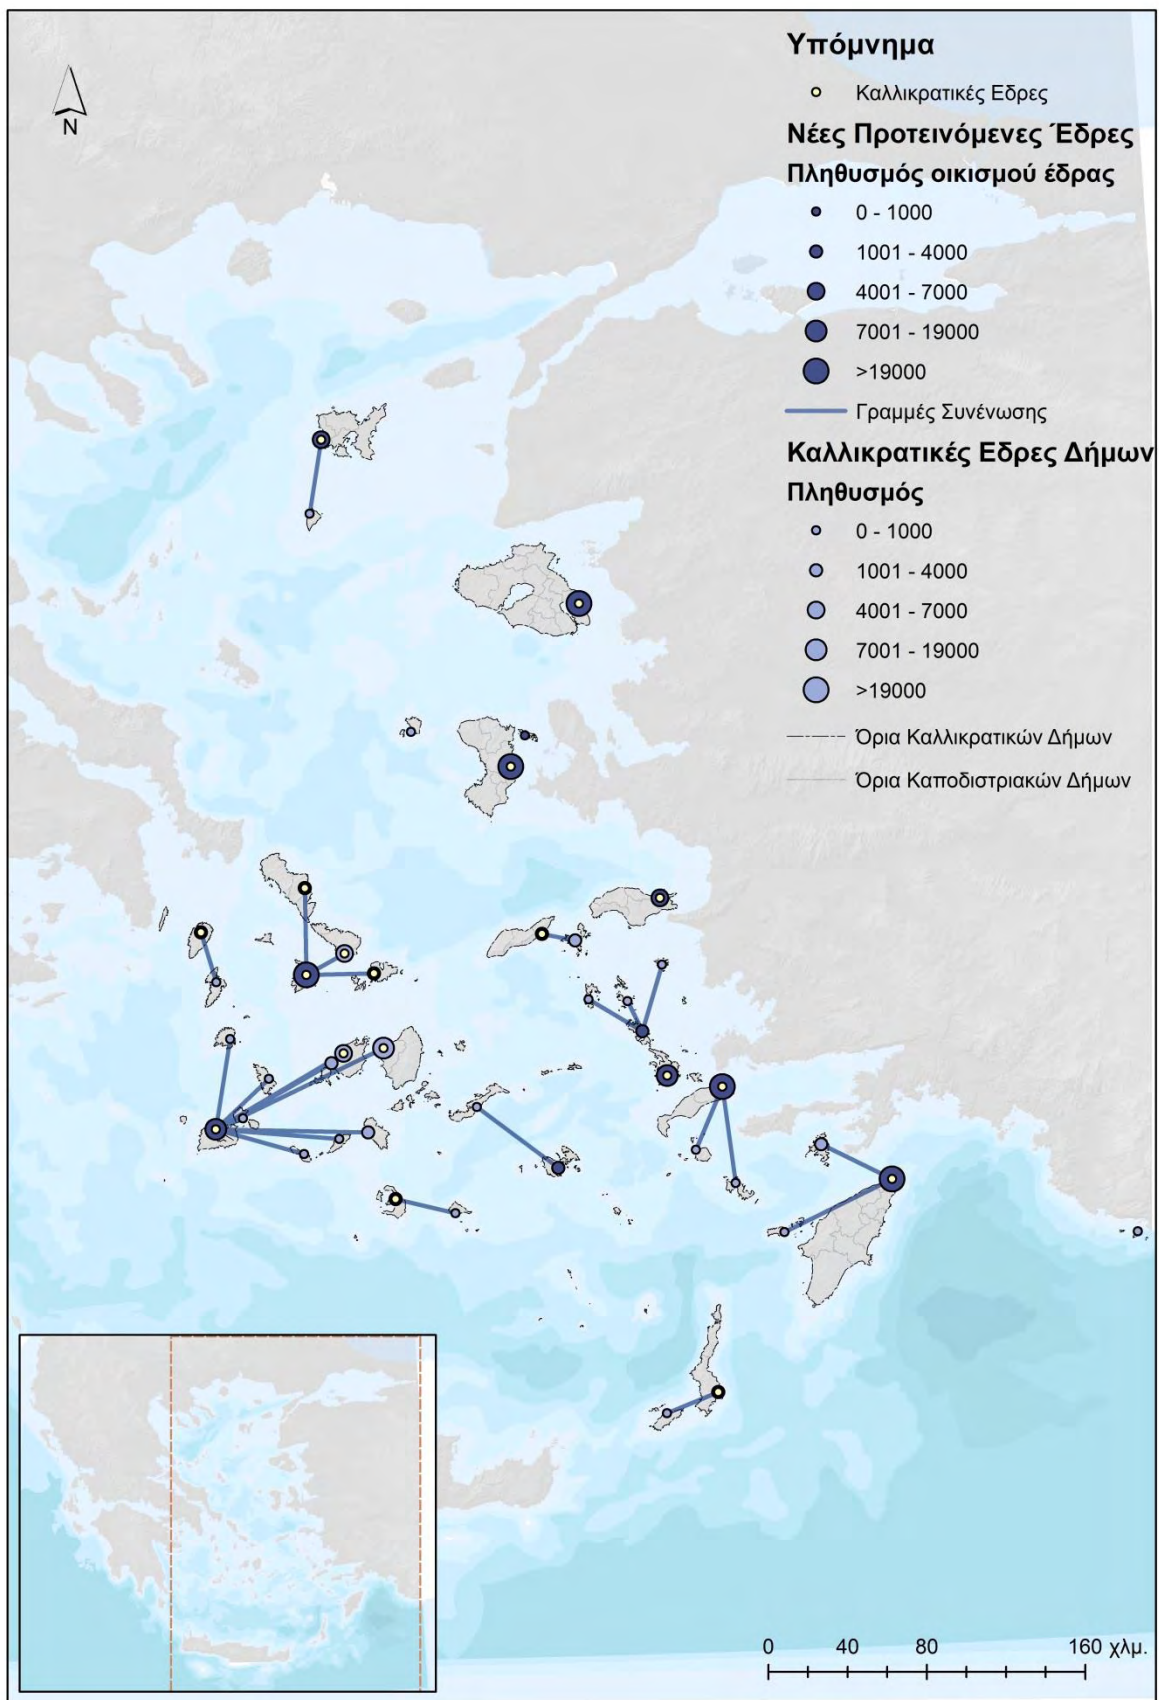 N
Υπόμνημα
Καλλικρατικές Εδρες
Νέες Προτεινόμενες Έδρες
Πληθυσμός οικισμού έδρας
0 - 1000
1001 - 4000
4001 - 7000
7001 - 19000
>19000
Γραμμές Συνένωσης
Καλλικρατικές Εδρες Δήμων
Πληθυσμός
0 - 1000
1001 - 4000
4001 - 7000
7001 - 19000
>19000
Όρια Καλλικρατικών Δήμων
Όρια Καποδιστριακών Δήμων
0 40 80 160 χλμ.